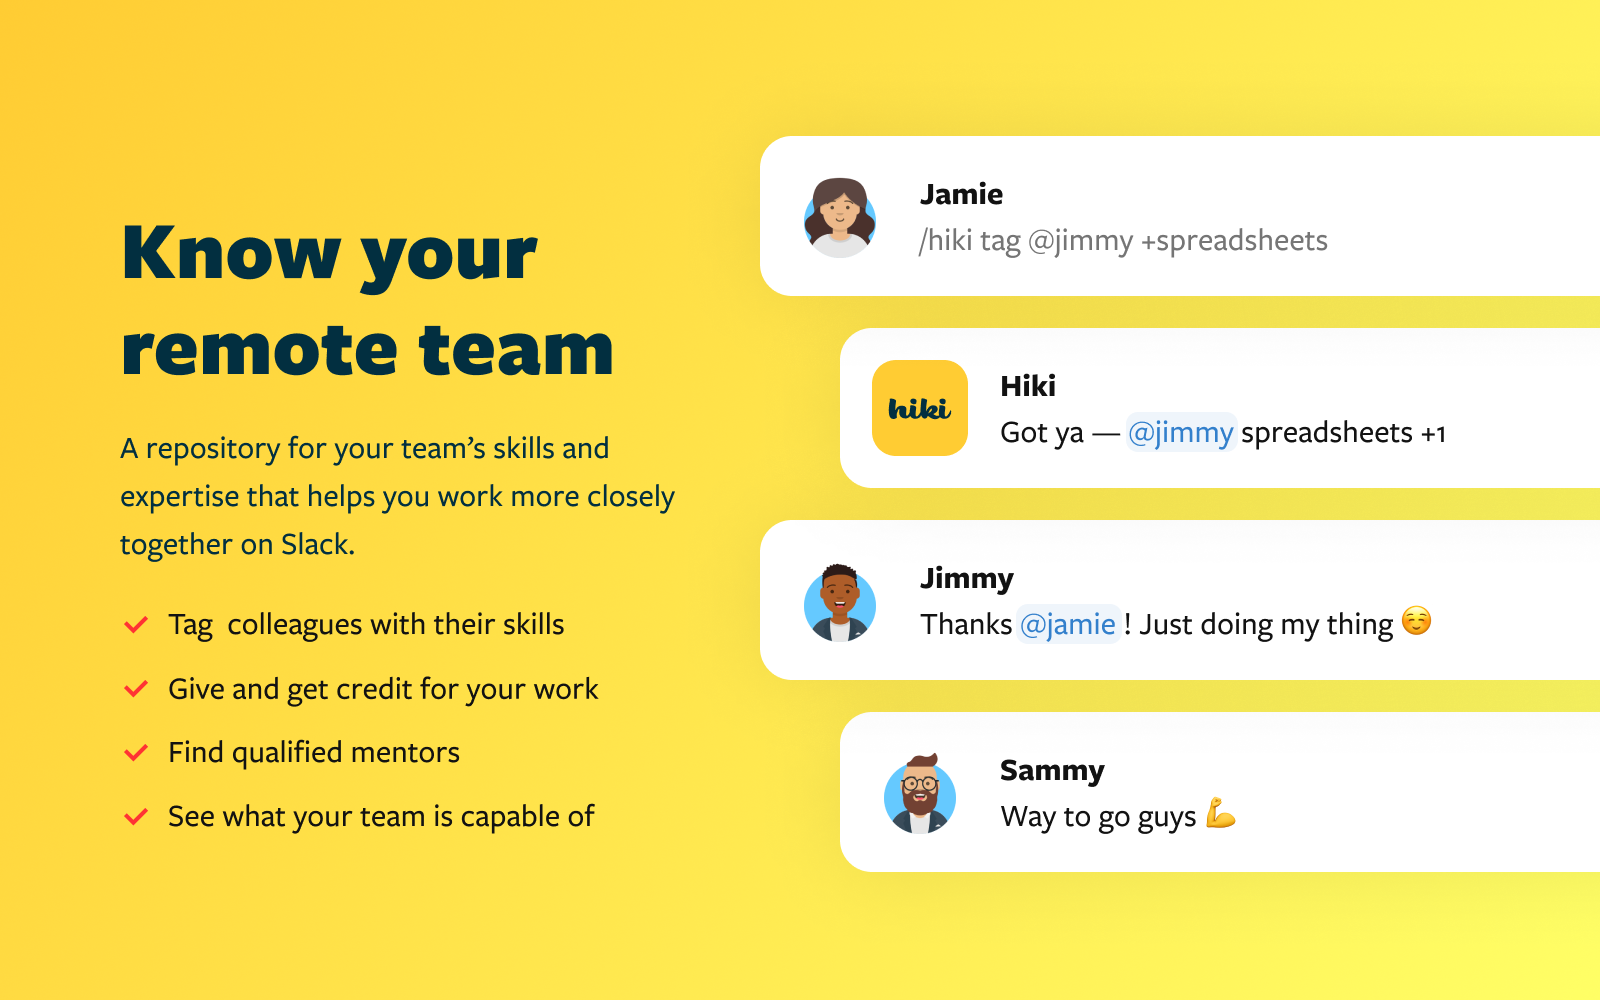 Know your
remote team
A repository for your team’s skills and
expertise that helps you work more closely
together on Slack.
Tag  colleagues with their skills
Give and get credit for your work
Find qualified mentors
See what your team is capable of
Jamie
/hiki tag @jimmy +spreadsheets
hiki
Hiki
Got ya — @jimmy spreadsheets +1
Jimmy
Thanks @jamie ! Just doing my thing ☺️
Sammy
Way to go guys 💪